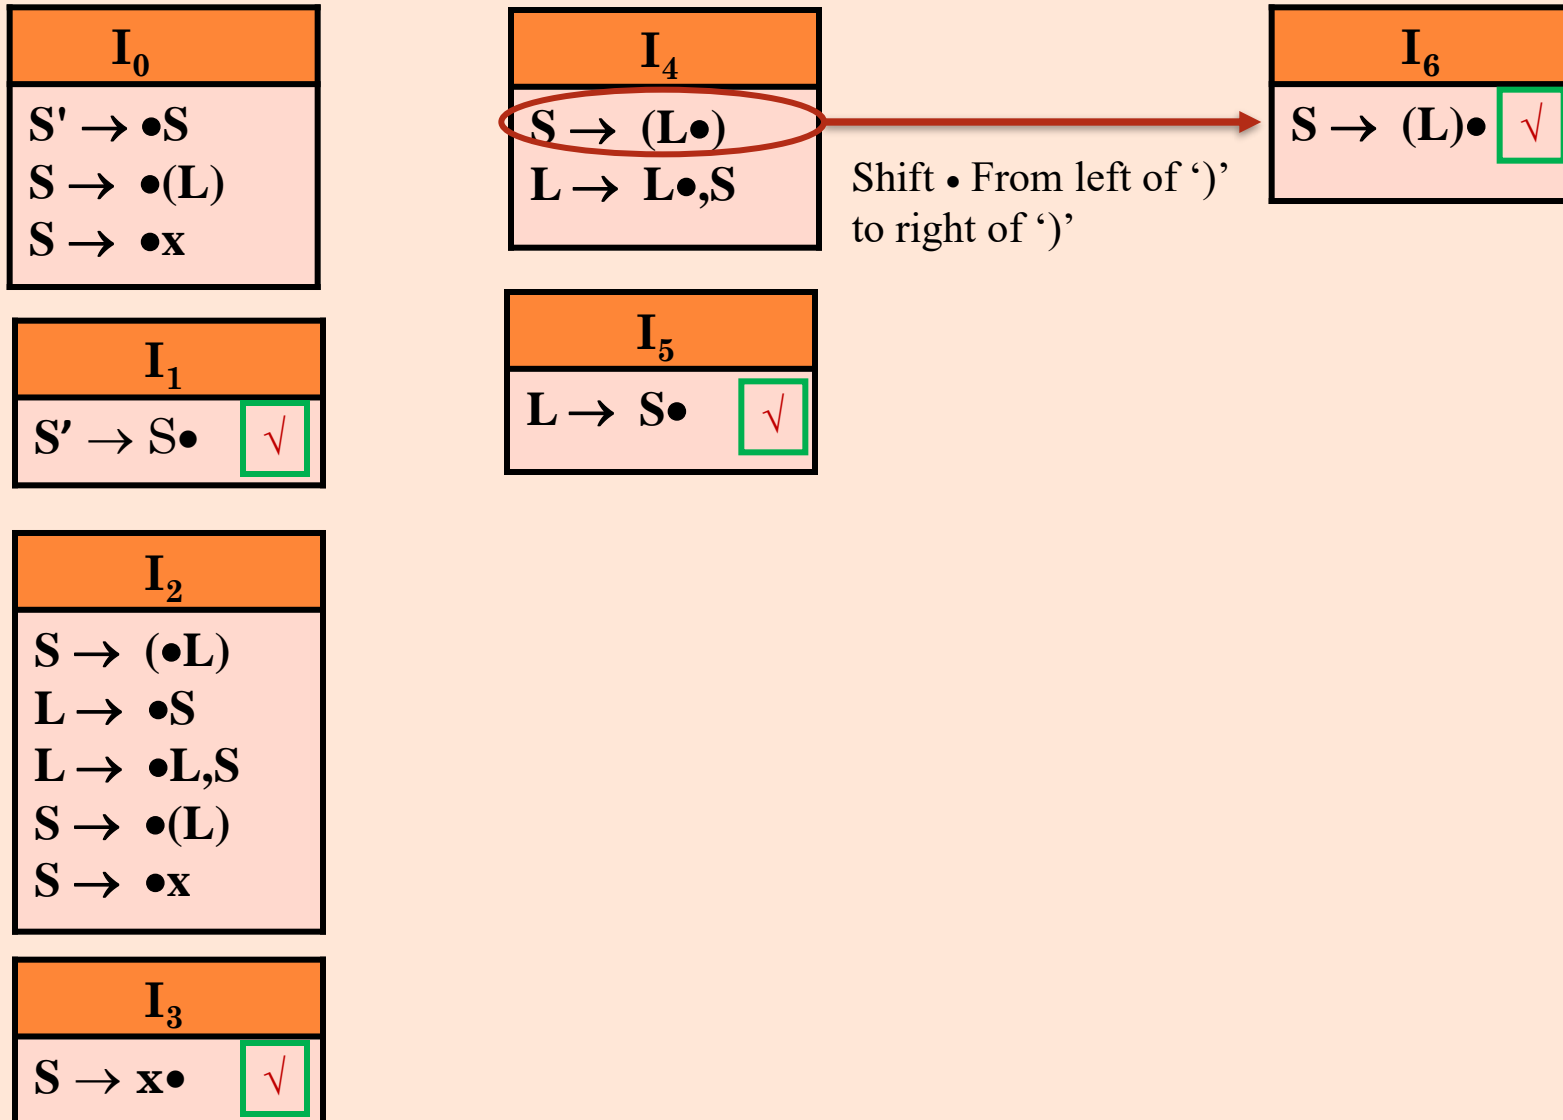 I₀
S' → •S
S → •(L)
S → •x
I₁
S' → S• √
I₂
S → (•L)
L → •S
L → •L,S
S → •(L)
S → •x
I₃
S → x• √
I₄
S → (L•)
L → L•,S
I₅
L → S• √
Shift • From left of ‘)’
to right of ‘)’
I₆
S → (L)• √